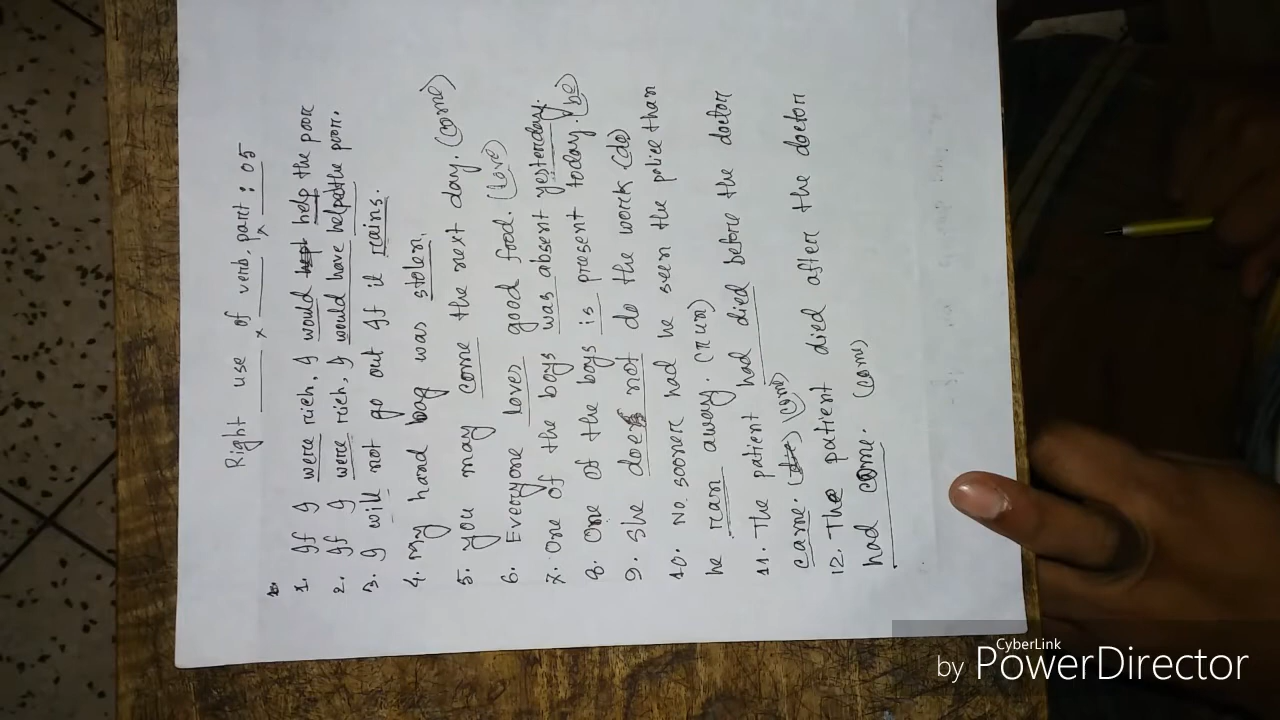 Right use of verb, part : 05
1. If I were rich, I would help the poor
2. If I were rich, I would have helped the poor.
3. I will not go out if it rains.
4. My hand bag was stolen.
5. you may come the next day. (come)
6. Everyone loves good food. (love)
7. One of the boys was absent yesterday.
8. One of the boys is present today. (be)
9. She does not do the work (do)
10. No sooner had he seen the police than
he ran away. (run)
11. The patient had died before the doctor
came. (come)
12. The patient died after the doctor
had come. (come)
by CyberLink PowerDirector